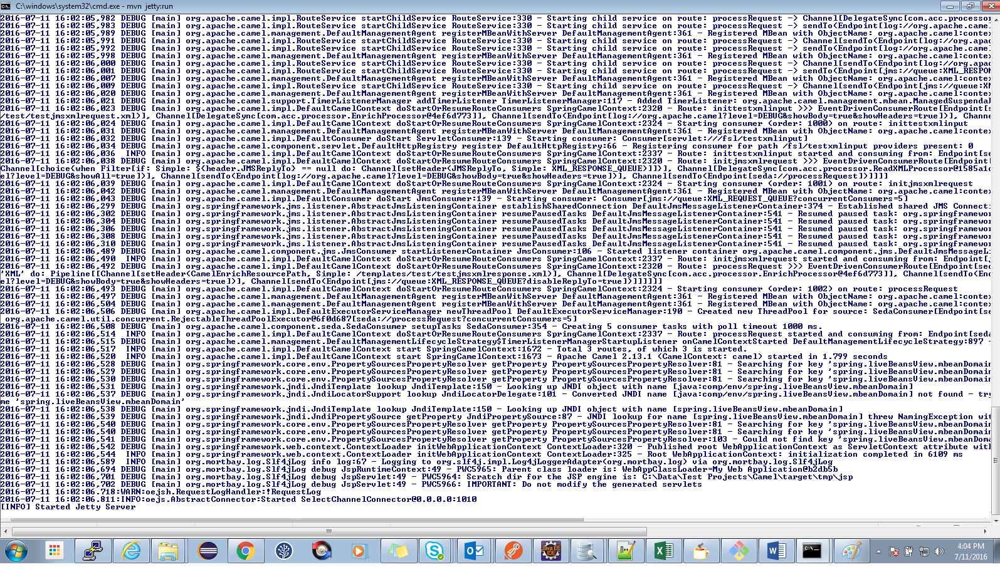 C:\windows\system32\cmd.exe - mvn  jetty:run
2016-07-11 16:02:05,982 DEBUG [main] org.apache.camel.impl.RouteService startChildService RouteService:330 - Starting child service on route: processRequest -> Channel[DelegateSync[com.acc.processor
2016-07-11 16:02:05,983 DEBUG [main] org.apache.camel.impl.RouteService startChildService RouteService:330 - Starting child service on route: processRequest -> sendTo(Endpoint[log://org.apache.camel
2016-07-11 16:02:05,989 DEBUG [main] org.apache.camel.management.DefaultManagementAgent registerMBeanWithServer DefaultManagementAgent:361 - Registered MBean with ObjectName: org.apache.camel:contex
2016-07-11 16:02:05,991 DEBUG [main] org.apache.camel.impl.RouteService startChildService RouteService:330 - Starting child service on route: processRequest -> Channel[sendTo(Endpoint[log://org.apac
2016-07-11 16:02:05,992 DEBUG [main] org.apache.camel.impl.RouteService startChildService RouteService:330 - Starting child service on route: processRequest -> sendTo(Endpoint[log://org.apache.camel
2016-07-11 16:02:05,998 DEBUG [main] org.apache.camel.management.DefaultManagementAgent registerMBeanWithServer DefaultManagementAgent:361 - Registered MBean with ObjectName: org.apache.camel:contex
2016-07-11 16:02:06,000 DEBUG [main] org.apache.camel.impl.RouteService startChildService RouteService:330 - Starting child service on route: processRequest -> Channel[sendTo(Endpoint[log://org.apac
2016-07-11 16:02:06,001 DEBUG [main] org.apache.camel.impl.RouteService startChildService RouteService:330 - Starting child service on route: processRequest -> sendTo(Endpoint[jms://queue:XML_RESPON
2016-07-11 16:02:06,007 DEBUG [main] org.apache.camel.management.DefaultManagementAgent registerMBeanWithServer DefaultManagementAgent:361 - Registered MBean with ObjectName: org.apache.camel:contex
2016-07-11 16:02:06,009 DEBUG [main] org.apache.camel.impl.RouteService startChildService RouteService:330 - Starting child service on route: processRequest -> Channel[sendTo(Endpoint[jms://queue:XM
2016-07-11 16:02:06,020 DEBUG [main] org.apache.camel.management.DefaultManagementAgent registerMBeanWithServer DefaultManagementAgent:361 - Registered MBean with ObjectName: org.apache.camel:contex
2016-07-11 16:02:06,021 DEBUG [main] org.apache.camel.support.TimerListenerManager addTimerListener TimerListenerManager:117 - Added TimerListener: org.apache.camel.management.mbean.ManagedSuspendab
2016-07-11 16:02:06,023 DEBUG [main] org.apache.camel.impl.DefaultCamelContext doStartOrResumeRouteConsumers SpringCamelContext:2320 - Route: inittestxmlinput >>> EventDrivenConsumerRoute[Endpoint[s
/test/testjmsxmlrequest.xml)], Channel[DelegateSync[com.acc.processor.EnrichProcessor@4ef6d773]], Channel[sendTo(Endpoint[log://org.apache.camel?level=DEBUG&showBody=true&showHeaders=true])], Channe
2016-07-11 16:02:06,024 DEBUG [main] org.apache.camel.impl.DefaultCamelContext doStartOrResumeRouteConsumers SpringCamelContext:2324 - Starting consumer (order: 1000) on route: inittestxmlinput
2016-07-11 16:02:06,031 DEBUG [main] org.apache.camel.management.DefaultManagementAgent registerMBeanWithServer DefaultManagementAgent:361 - Registered MBean with ObjectName: org.apache.camel:contex
2016-07-11 16:02:06,032 DEBUG [main] org.apache.camel.impl.DefaultConsumer doStart ServletConsumer:139 - Starting consumer: Consumer[servlet://fsl/testxmlinput]
2016-07-11 16:02:06,034 DEBUG [main] org.apache.camel.component.servlet.DefaultHttpRegistry register DefaultHttpRegistry:66 - Registering consumer for path /fsl/testxmlinput providers present: 0
2016-07-11 16:02:06,036  INFO [main] org.apache.camel.impl.DefaultCamelContext doStartOrResumeRouteConsumers SpringCamelContext:2337 - Route: inittestxmlinput started and consuming from: Endpoint[se
2016-07-11 16:02:06,038 DEBUG [main] org.apache.camel.impl.DefaultCamelContext doStartOrResumeRouteConsumers SpringCamelContext:2320 - Route: initjmsxmlrequest >>> EventDrivenConsumerRoute[Endpoint[
Channel[choice{when Filter[if: Simple: ${header.JMSReplyTo} == null do: Channel[setHeader(JMSReplyTo, Simple: XML_RESPONSE_QUEUE)]]}], Channel[DelegateSync[com.acc.processor.ReadXMLProcessor@1585a1d
el?level=DEBUG&showAll=true])], Channel[sendTo(Endpoint[log://org.apache.camel?level=DEBUG&showBody=true&showHeaders=true])], Channel[sendTo(Endpoint[seda://processRequest])]]]]
2016-07-11 16:02:06,039 DEBUG [main] org.apache.camel.impl.DefaultCamelContext doStartOrResumeRouteConsumers SpringCamelContext:2324 - Starting consumer (order: 1001) on route: initjmsxmlrequest
2016-07-11 16:02:06,042 DEBUG [main] org.apache.camel.management.DefaultManagementAgent registerMBeanWithServer DefaultManagementAgent:361 - Registered MBean with ObjectName: org.apache.camel:contex
2016-07-11 16:02:06,043 DEBUG [main] org.apache.camel.impl.DefaultConsumer doStart JmsConsumer:139 - Starting consumer: Consumer[jms://queue:XML_REQUEST_QUEUE?concurrentConsumers=5]
2016-07-11 16:02:06,299 DEBUG [main] org.springframework.jms.listener.AbstractJmsListeningContainer establishSharedConnection DefaultJmsMessageListenerContainer:374 - Established shared JMS Connecti
2016-07-11 16:02:06,302 DEBUG [main] org.springframework.jms.listener.AbstractJmsListeningContainer resumePausedTasks DefaultJmsMessageListenerContainer:541 - Resumed paused task: org.springframewor
2016-07-11 16:02:06,304 DEBUG [main] org.springframework.jms.listener.AbstractJmsListeningContainer resumePausedTasks DefaultJmsMessageListenerContainer:541 - Resumed paused task: org.springframewor
2016-07-11 16:02:06,306 DEBUG [main] org.springframework.jms.listener.AbstractJmsListeningContainer resumePausedTasks DefaultJmsMessageListenerContainer:541 - Resumed paused task: org.springframewor
2016-07-11 16:02:06,308 DEBUG [main] org.springframework.jms.listener.AbstractJmsListeningContainer resumePausedTasks DefaultJmsMessageListenerContainer:541 - Resumed paused task: org.springframewor
2016-07-11 16:02:06,310 DEBUG [main] org.springframework.jms.listener.AbstractJmsListeningContainer resumePausedTasks DefaultJmsMessageListenerContainer:541 - Resumed paused task: org.springframewor
2016-07-11 16:02:06,489 DEBUG [main] org.apache.camel.component.jms.JmsConsumer startListenerContainer JmsConsumer:106 - Started listener container org.apache.camel.component.jms.DefaultJmsMessageLi
2016-07-11 16:02:06,490  INFO [main] org.apache.camel.impl.DefaultCamelContext doStartOrResumeRouteConsumers SpringCamelContext:2337 - Route: initjmsxmlrequest started and consuming from: Endpoint[j
2016-07-11 16:02:06,492 DEBUG [main] org.apache.camel.impl.DefaultCamelContext doStartOrResumeRouteConsumers SpringCamelContext:2320 - Route: processRequest >>> EventDrivenConsumerRoute[Endpoint[sed
'XML' do: Pipeline[[Channel[setHeader(CamelEnrichResourcePath, Simple: /templates/test/testjmsxmlresponse.xml)], Channel[DelegateSync[com.acc.processor.EnrichProcessor@4ef6d773]], Channel[sendTo(End
el?level=DEBUG&showBody=true&showHeaders=true])], Channel[sendTo(Endpoint[jms://queue:XML_RESPONSE_QUEUE?disableReplyTo=true])]]]]]]
2016-07-11 16:02:06,493 DEBUG [main] org.apache.camel.impl.DefaultCamelContext doStartOrResumeRouteConsumers SpringCamelContext:2324 - Starting consumer (order: 1002) on route: processRequest
2016-07-11 16:02:06,497 DEBUG [main] org.apache.camel.management.DefaultManagementAgent registerMBeanWithServer DefaultManagementAgent:361 - Registered MBean with ObjectName: org.apache.camel:contex
2016-07-11 16:02:06,504 DEBUG [main] org.apache.camel.management.DefaultManagementAgent registerMBeanWithServer DefaultManagementAgent:361 - Registered MBean with ObjectName: org.apache.camel:contex
2016-07-11 16:02:06,506 DEBUG [main] org.apache.camel.impl.DefaultExecutorServiceManager newThreadPool DefaultExecutorServiceManager:190 - Created new ThreadPool for source: SedaConsumer[Endpoint[se
 org.apache.camel.util.concurrent.RejectableThreadPoolExecutor@6f0d687[seda://processRequest?concurrentConsumers=5]
2016-07-11 16:02:06,508 DEBUG [main] org.apache.camel.component.seda.SedaConsumer setupTasks SedaConsumer:354 - Creating 5 consumer tasks with poll timeout 1000 ms.
2016-07-11 16:02:06,514  INFO [main] org.apache.camel.impl.DefaultCamelContext doStartOrResumeRouteConsumers SpringCamelContext:2337 - Route: processRequest started and consuming from: Endpoint[seda
2016-07-11 16:02:06,515 DEBUG [main] org.apache.camel.management.DefaultManagementLifecycleStrategy$TimerListenerManagerStartupListener onCamelContextStarted DefaultManagementLifecycleStrategy:897 -
2016-07-11 16:02:06,517  INFO [main] org.apache.camel.impl.DefaultCamelContext start SpringCamelContext:1672 - Total 3 routes, of which 3 is started.
2016-07-11 16:02:06,520  INFO [main] org.apache.camel.impl.DefaultCamelContext start SpringCamelContext:1673 - Apache Camel 2.13.1 (CamelContext: camel) started in 1.799 seconds
2016-07-11 16:02:06,528 DEBUG [main] org.springframework.core.env.PropertySourcesPropertyResolver getProperty PropertySourcesPropertyResolver:81 - Searching for key 'spring.liveBeansView.mbeanDomain
2016-07-11 16:02:06,529 DEBUG [main] org.springframework.core.env.PropertySourcesPropertyResolver getProperty PropertySourcesPropertyResolver:81 - Searching for key 'spring.liveBeansView.mbeanDomain
2016-07-11 16:02:06,530 DEBUG [main] org.springframework.core.env.PropertySourcesPropertyResolver getProperty PropertySourcesPropertyResolver:81 - Searching for key 'spring.liveBeansView.mbeanDomain
2016-07-11 16:02:06,531 DEBUG [main] org.springframework.jndi.JndiTemplate lookup JndiTemplate:150 - Looking up JNDI object with name [java:comp/env/spring.liveBeansView.mbeanDomain]
2016-07-11 16:02:06,537 DEBUG [main] org.springframework.jndi.JndiLocatorSupport lookup JndiLocatorDelegate:101 - Converted JNDI name [java:comp/env/spring.liveBeansView.mbeanDomain] not found - try
me 'spring.liveBeansView.mbeanDomain'
2016-07-11 16:02:06,538 DEBUG [main] org.springframework.jndi.JndiTemplate lookup JndiTemplate:150 - Looking up JNDI object with name [spring.liveBeansView.mbeanDomain]
2016-07-11 16:02:06,539 DEBUG [main] org.springframework.jndi.JndiPropertySource getProperty JndiPropertySource:87 - JNDI lookup for name [spring.liveBeansView.mbeanDomain] threw NamingException wit
2016-07-11 16:02:06,540 DEBUG [main] org.springframework.core.env.PropertySourcesPropertyResolver getProperty PropertySourcesPropertyResolver:81 - Searching for key 'spring.liveBeansView.mbeanDomain
2016-07-11 16:02:06,540 DEBUG [main] org.springframework.core.env.PropertySourcesPropertyResolver getProperty PropertySourcesPropertyResolver:81 - Searching for key 'spring.liveBeansView.mbeanDomain
2016-07-11 16:02:06,541 DEBUG [main] org.springframework.core.env.PropertySourcesPropertyResolver getProperty PropertySourcesPropertyResolver:103 - Could not find key 'spring.liveBeansView.mbeanDoma
2016-07-11 16:02:06,542 DEBUG [main] org.springframework.web.context.ContextLoader initWebApplicationContext ContextLoader:320 - Published root WebApplicationContext as ServletContext attribute wit
2016-07-11 16:02:06,544  INFO [main] org.springframework.web.context.ContextLoader initWebApplicationContext ContextLoader:325 - Root WebApplicationContext: initialization completed in 6109 ms
2016-07-11 16:02:06,589  INFO [main] org.mortbay.log.Slf4jLog info log:67 - Logging to org.slf4j.impl.Log4jLoggerAdapter(org.mortbay.log) via org.mortbay.log.Slf4jLog
2016-07-11 16:02:06,694 DEBUG [main] org.mortbay.log.Slf4jLog debug JspRuntimeContext:49 - PWC5965: Parent class loader is: WebAppClassLoader=My Web Application@b2db5b
2016-07-11 16:02:06,701 DEBUG [main] org.mortbay.log.Slf4jLog debug JspServlet:49 - PWC5964: Scratch dir for the JSP engine is: C:\Data\Test Projects\Camel\target\tmp\jsp
2016-07-11 16:02:06,702 DEBUG [main] org.mortbay.log.Slf4jLog debug JspServlet:49 - PWC5966: IMPORTANT: Do not modify the generated servlets
2016-07-11 16:02:06.718:WARN:oejsh.RequestLogHandler:!RequestLog
2016-07-11 16:02:06.811:INFO:oejs.AbstractConnector:Started SelectChannelConnector@0.0.0.0:1010
[INFO] Started Jetty Server
4:04 PM
7/11/2016